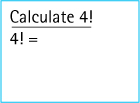 Calculate 4!
4! =